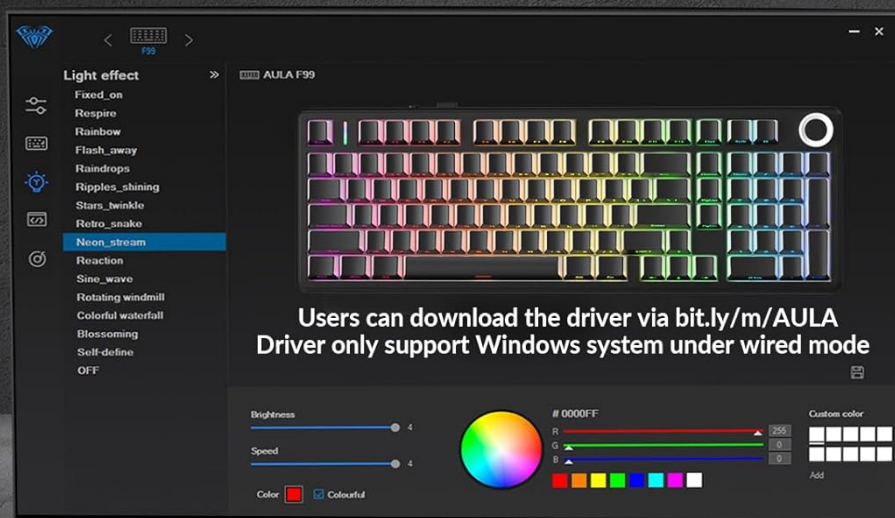 F99
Light effect »
AULA F99
Fixed_on
Respire
Rainbow
Flash_away
Raindrops
Ripples_shining
Stars_twinkle
Retro_snake
Neon_stream
Reaction
Sine_wave
Rotating windmill
Colorful waterfall
Blossoming
Self-define
OFF
Users can download the driver via bit.ly/m/AULA
Driver only support Windows system under wired mode
Brightness
4
Speed
4
Color
Colourful
# 0000FF
R 255
G 0
B 0
Custom color
Add